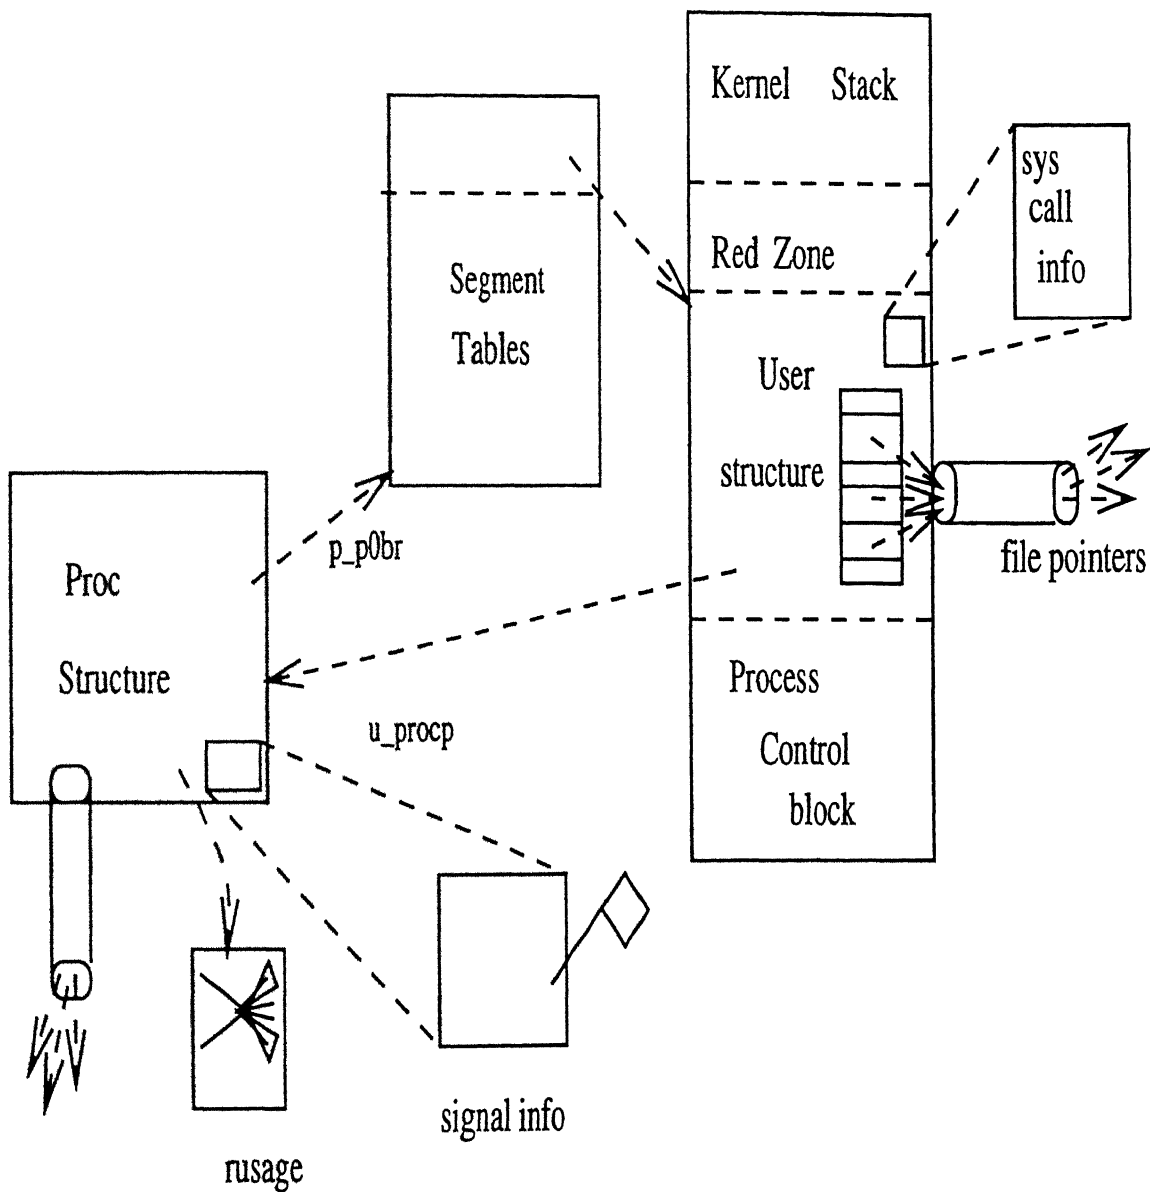 Kernel Stack
sys
call
info
Red Zone
Segment
Tables
User
structure
file pointers
p_p0br
Proc
Structure
u_procp
Process
Control
block
signal info
rusage